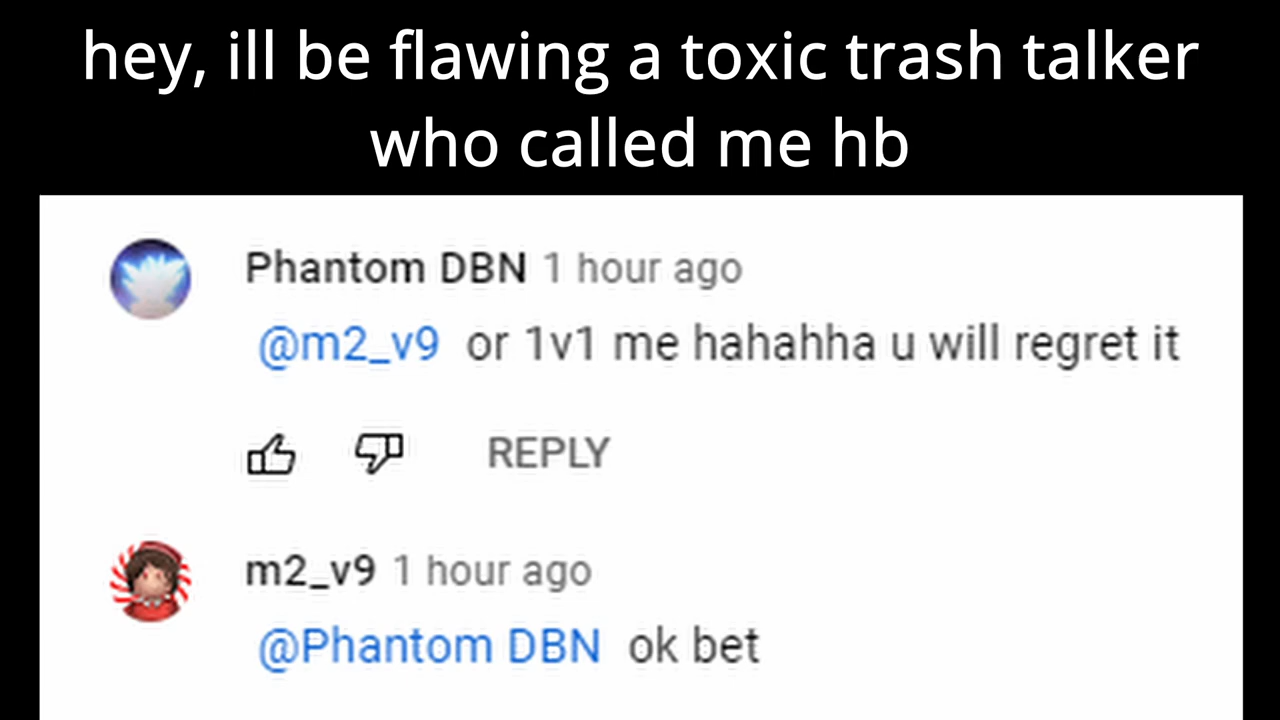 hey, ill be flawing a toxic trash talker
who called me hb
Phantom DBN 1 hour ago
@m2_v9 or 1v1 me hahahha u will regret it
REPLY
m2_v9 1 hour ago
@Phantom DBN ok bet